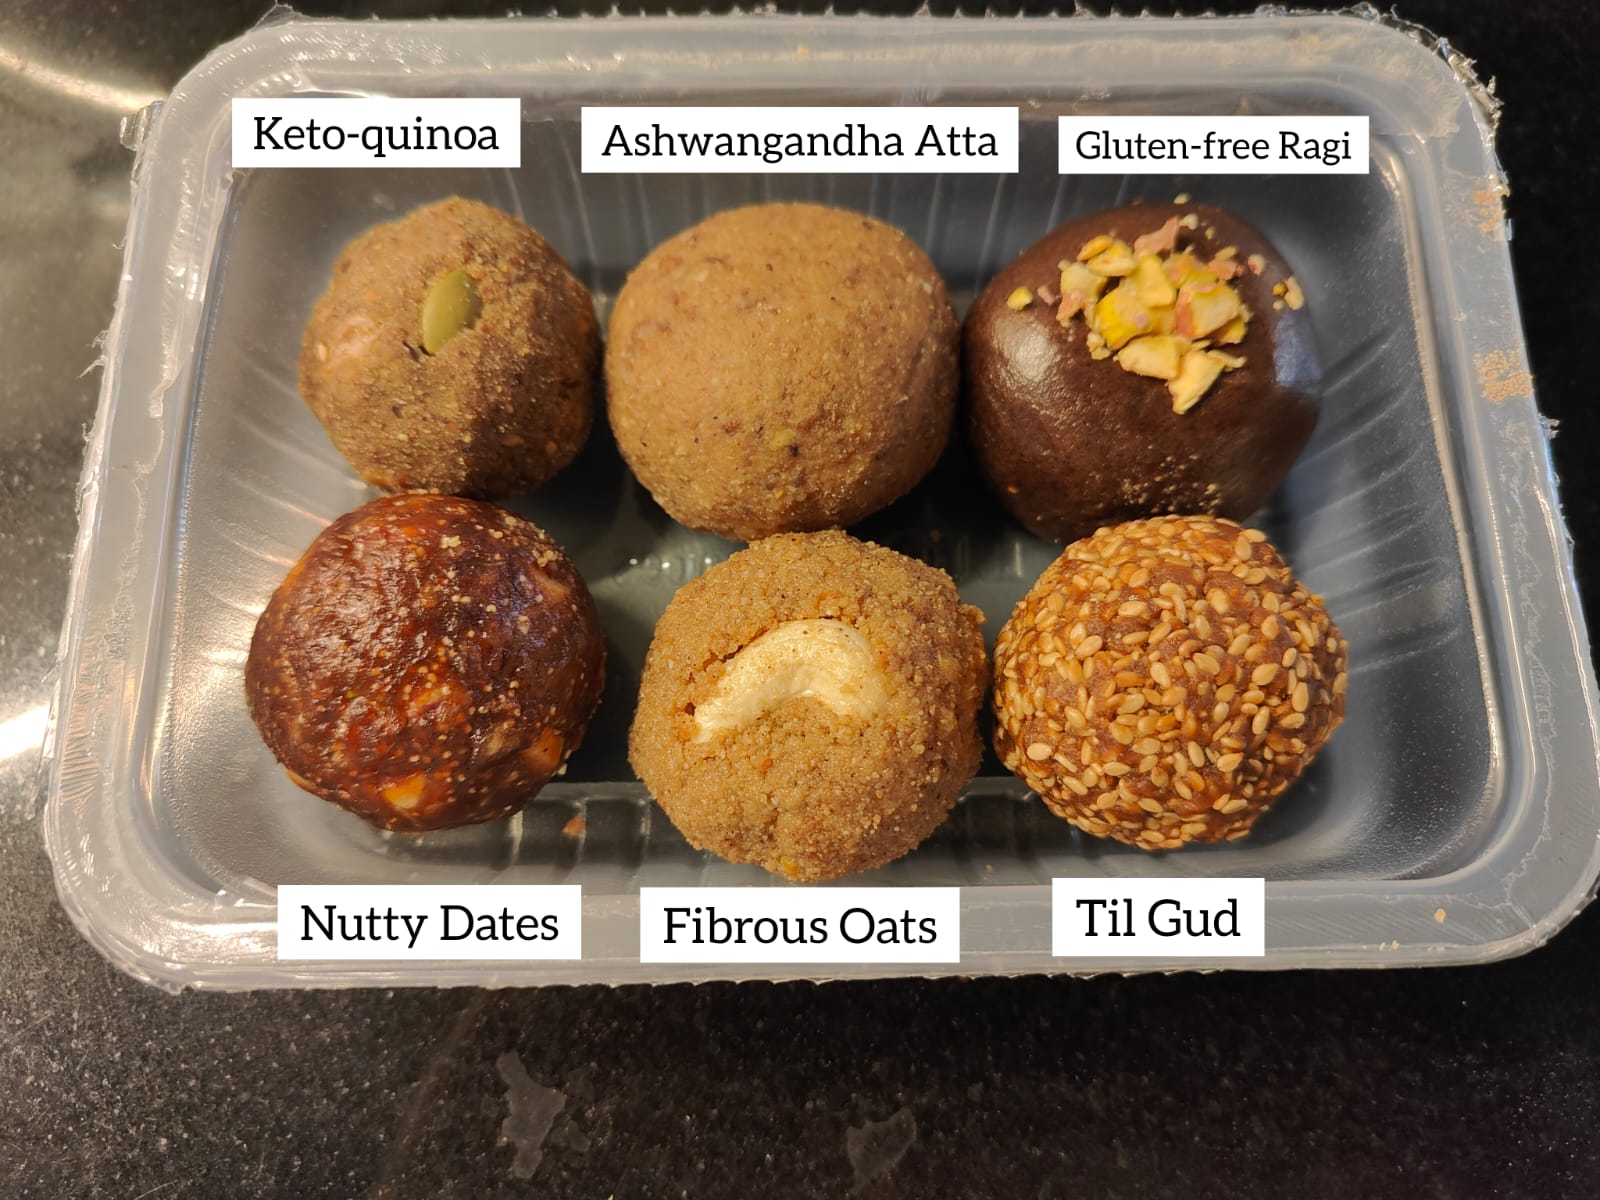 Keto-quinoa
Ashwangandha Atta
Gluten-free Ragi
Nutty Dates
Fibrous Oats
Til Gud